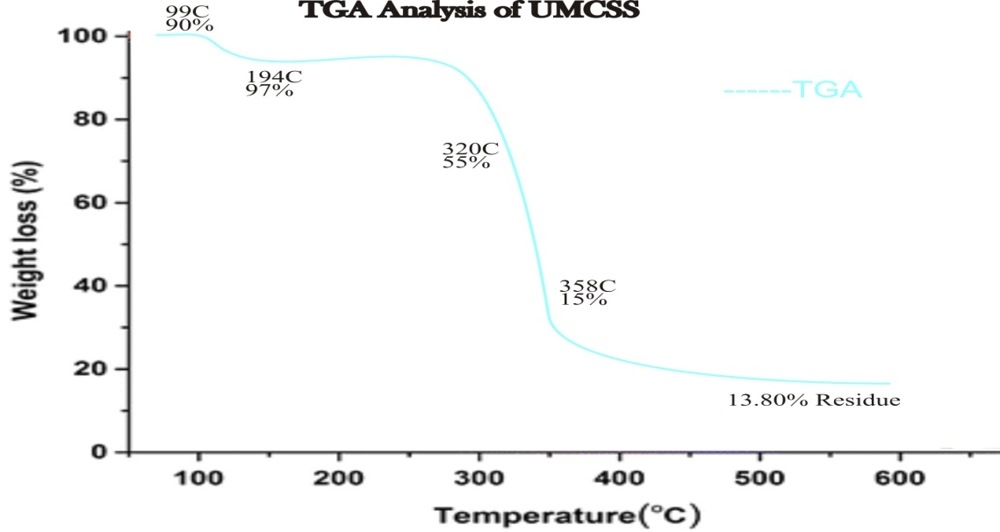 TGA Analysis of UMCSS
99C
90%
100
194C
97%
------TGA
80
320C
55%
60
Weight loss (%)
40
358C
15%
20
13.80% Residue
0
100 200 300 400 500 600
Temperature(°C)